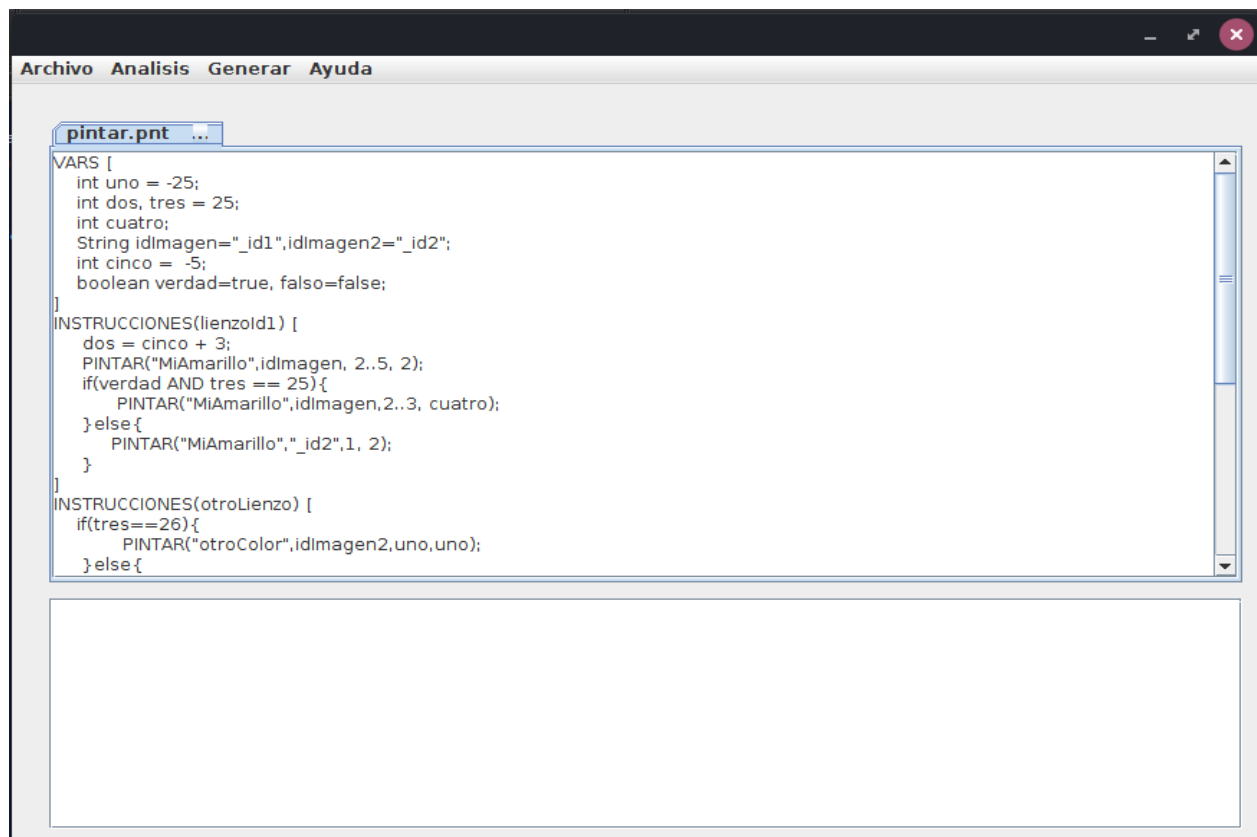 Archivo Analisis Generar Ayuda
pintar.pnt ...
VARS [
int uno = -25;
int dos, tres = 25;
int cuatro;
String idImagen="_id1",idImagen2="_id2";
int cinco =  -5;
boolean verdad=true, falso=false;
]
INSTRUCCIONES(lienzoId1) [
dos = cinco + 3;
PINTAR("MiAmarillo",idImagen, 2..5, 2);
if(verdad AND tres == 25){
PINTAR("MiAmarillo",idImagen,2..3, cuatro);
}else{
PINTAR("MiAmarillo","_id2",1, 2);
}
]
INSTRUCCIONES(otroLienzo) [
if(tres==26){
PINTAR("otroColor",idImagen2,uno,uno);
}else{